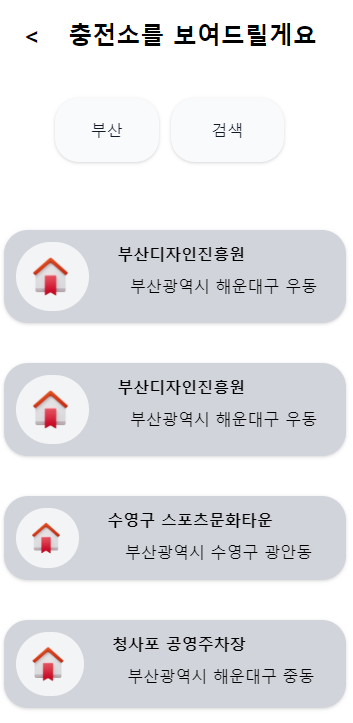 < 충전소를 보여드릴게요
부산 검색
부산디자인진흥원
부산광역시 해운대구 우동
부산디자인진흥원
부산광역시 해운대구 우동
수영구 스포츠문화타운
부산광역시 수영구 광안동
청사포 공영주차장
부산광역시 해운대구 중동